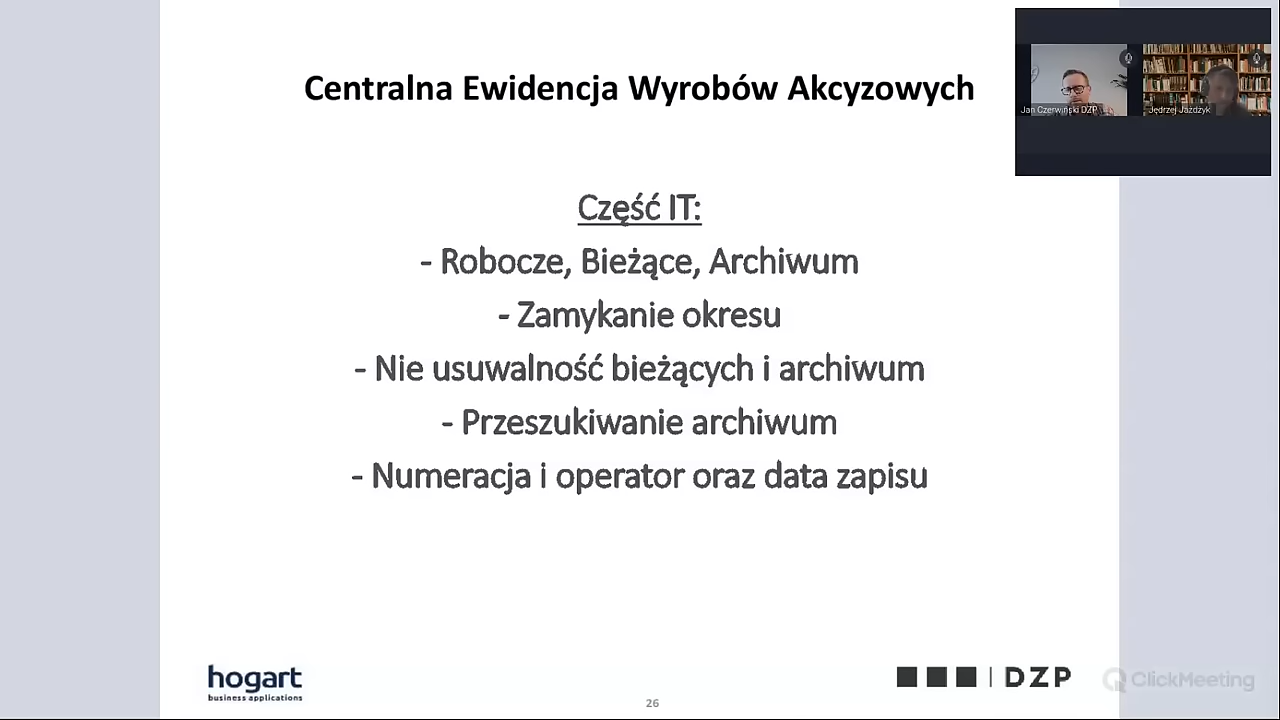 Centralna Ewidencja Wyrobów Akcyzowych
Jan Czerwiński DZP
Jędrzej Jażdżyk
Część IT:
- Robocze, Bieżące, Archiwum
- Zamykanie okresu
- Nie usuwalność bieżących i archiwum
- Przeszukiwanie archiwum
- Numeracja i operator oraz data zapisu
hogart
business applications
DZP
ClickMeeting
26